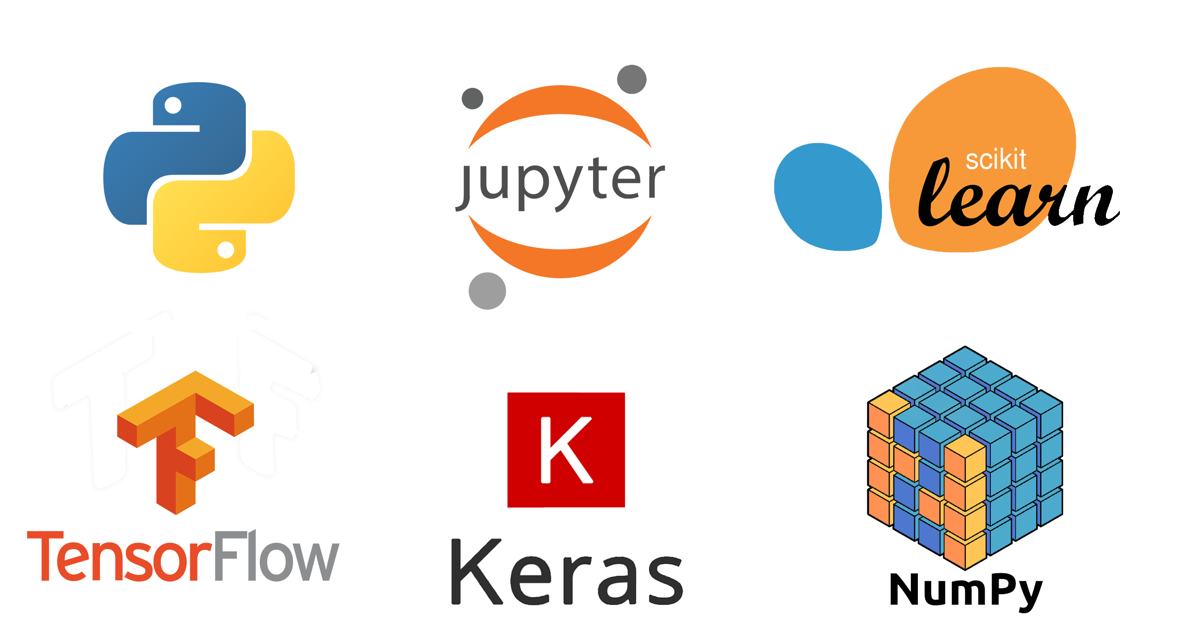 jupyter
scikit
learn
TensorFlow
K
Keras
NumPy